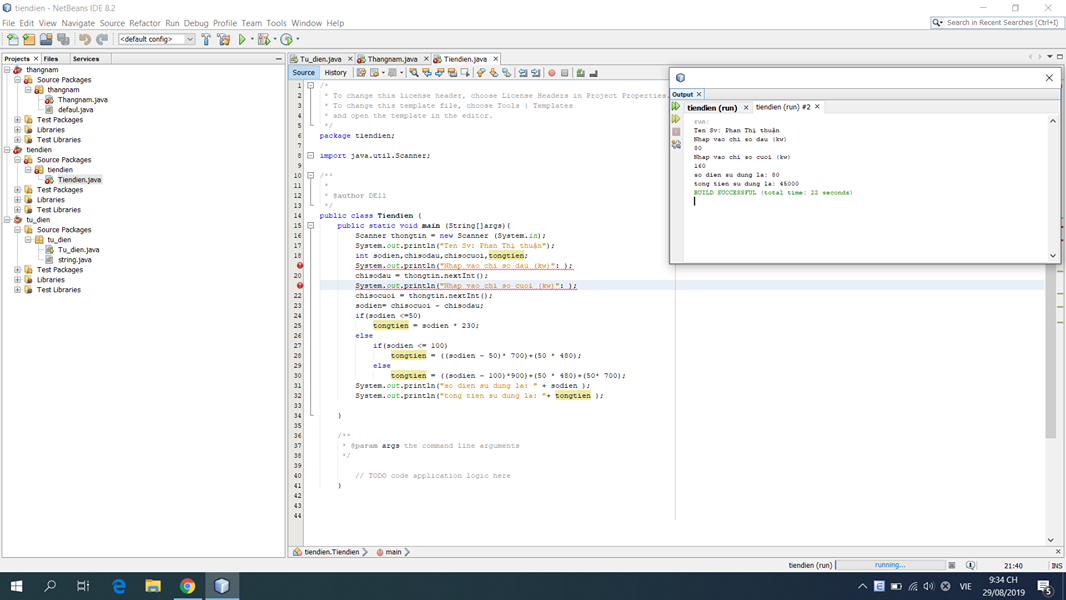 tiendien - NetBeans IDE 8.2
File Edit View Navigate Source Refactor Run Debug Profile Team Tools Window Help
Search in Recent Searches (Ctrl+I)
<default config>
Projects Files Services
thangnam
Source Packages
thangnam
Thangnam.java
defaul.java
Test Packages
Libraries
Test Libraries
tiendien
Source Packages
tiendien
Tiendien.java
Test Packages
Libraries
Test Libraries
tu_dien
Source Packages
tu_dien
Tu_dien.java
string.java
Test Packages
Libraries
Test Libraries
Tu_dien.java Thangnam.java Tiendien.java
Source History
1 /*
2 * To change this license header, choose License Headers in Project Properties.
3 * To change this template file, choose Tools | Templates
4 * and open the template in the editor.
5 */
6 package tiendien;
7
8 import java.util.Scanner;
9
10 /**
11 *
12 * @author DELl
13 */
14 public class Tiendien {
15 public static void main (String[]args){
16 Scanner thongtin = new Scanner (System.in);
17 System.out.println("Ten Sv: Phan Thị thuận");
18 int sodien,chisodau,chisocuoi,tongtien;
System.out.println("Nhap vao chi so dau (kw)": );
20 chisodau = thongtin.nextInt();
System.out.println("Nhap vao chi so cuoi (kw)": );
22 chisocuoi = thongtin.nextInt();
23 sodien= chisocuoi - chisodau;
24 if(sodien <=50)
25 tongtien = sodien * 230;
26 else
27 if(sodien <= 100)
28 tongtien = ((sodien - 50)* 700)+(50 * 480);
29 else
30 tongtien = ((sodien - 100)*900)+(50 * 480)+(50* 700);
31 System.out.println("so dien su dung la: " + sodien );
32 System.out.println("tong tien su dung la: "+ tongtien );
33
34 }
35
36 /**
37 * @param args the command line arguments
38 */
39
40 // TODO code application logic here
41 }
42
43
44
Output
tiendien (run) tiendien (run) #2
run:
Ten Sv: Phan Thị thuận
Nhap vao chi so dau (kw)
80
Nhap vao chi so cuoi (kw)
160
so dien su dung la: 80
tong tien su dung la: 45000
BUILD SUCCESSFUL (total time: 22 seconds)
tiendien.Tiendien main
tiendien (run) running... 21:40 INS
VIE
9:34 CH
29/08/2019
5